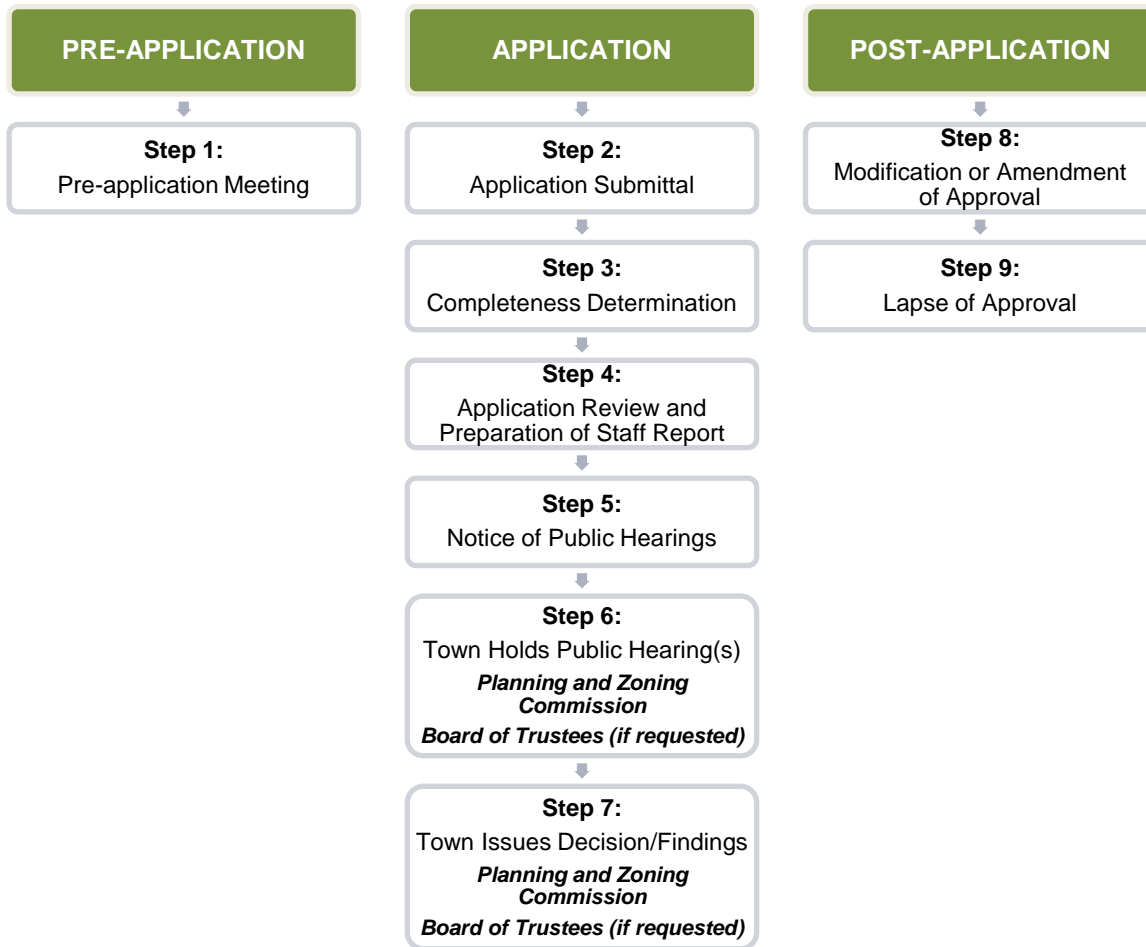 PRE-APPLICATION
Step 1:
Pre-application Meeting
APPLICATION
Step 2:
Application Submittal
Step 3:
Completeness Determination
Step 4:
Application Review and
Preparation of Staff Report
Step 5:
Notice of Public Hearings
Step 6:
Town Holds Public Hearing(s)
Planning and Zoning
Commission
Board of Trustees (if requested)
Step 7:
Town Issues Decision/Findings
Planning and Zoning
Commission
Board of Trustees (if requested)
POST-APPLICATION
Step 8:
Modification or Amendment
of Approval
Step 9:
Lapse of Approval